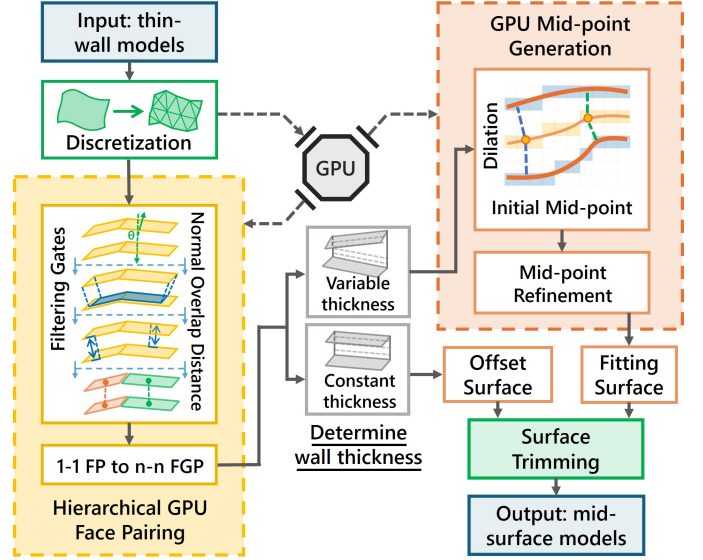 Input: thin-
wall models
Discretization
GPU
Filtering Gates
θ
Normal Overlap Distance
1-1 FP to n-n FGP
Hierarchical GPU
Face Pairing
Variable
thickness
Constant
thickness
Determine
wall thickness
GPU Mid-point
Generation
Dilation
Initial Mid-point
Mid-point
Refinement
Offset
Surface
Fitting
Surface
Surface
Trimming
Output: mid-
surface models